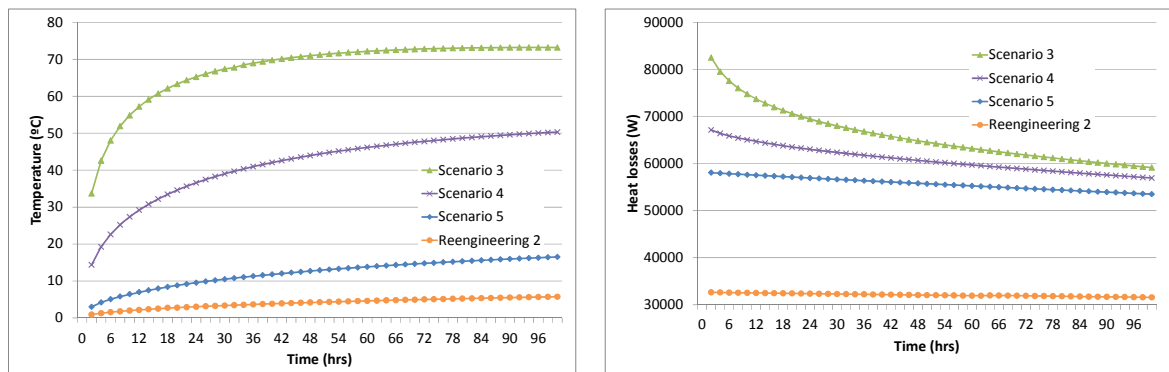 80
70
60
50
40
30
20
10
0
Temperature (ºC)
Scenario 3
Scenario 4
Scenario 5
Reengineering 2
0 6 12 18 24 30 36 42 48 54 60 66 72 78 84 90 96
Time (hrs)
90000
80000
70000
60000
50000
40000
30000
Heat losses (W)
Scenario 3
Scenario 4
Scenario 5
Reengineering 2
0 6 12 18 24 30 36 42 48 54 60 66 72 78 84 90 96
Time (hrs)